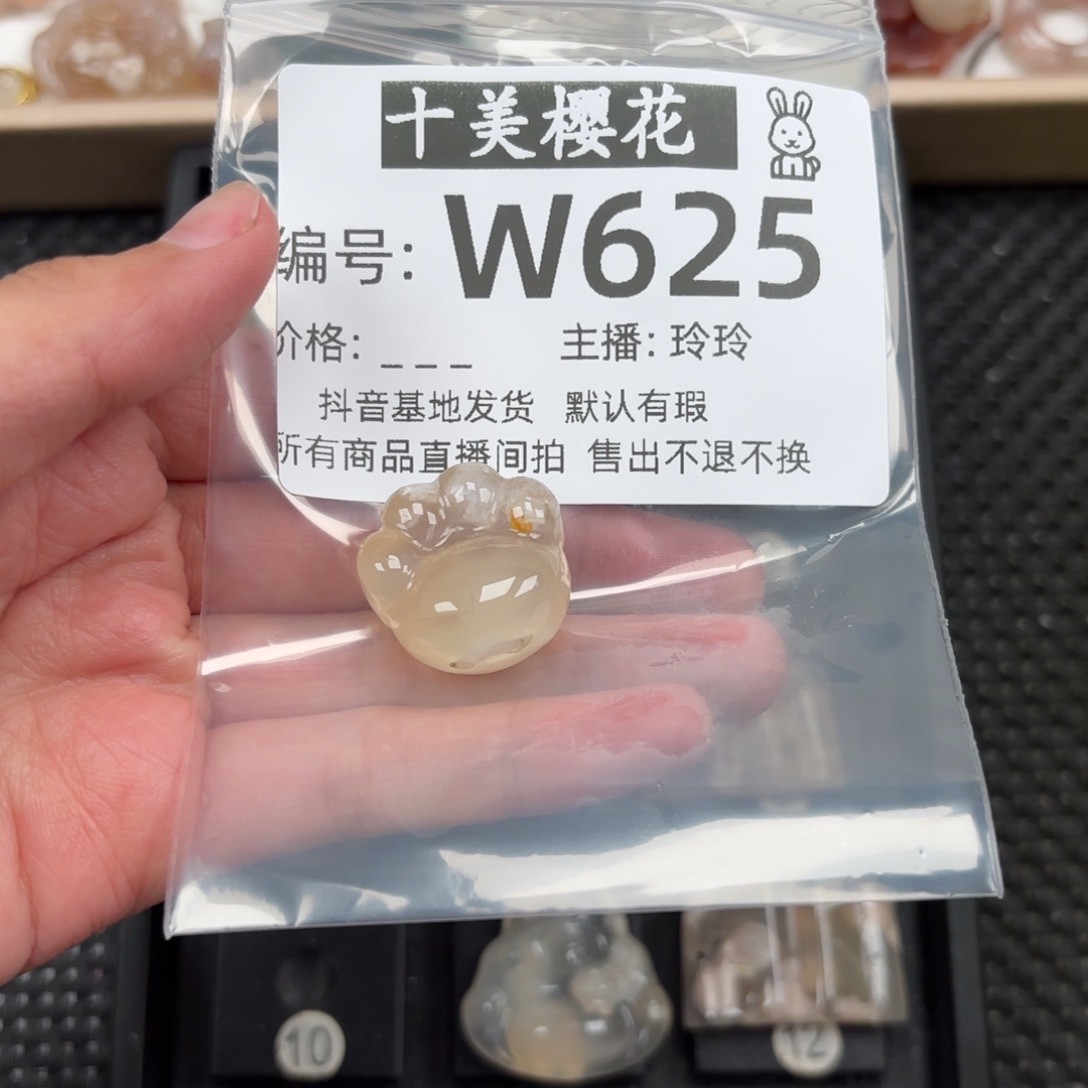 十美樱花
编号: W625
价格: _ _ _ 主播: 玲玲
抖音基地发货 默认有瑕
所有商品直播间拍 售出不退不换
10
12